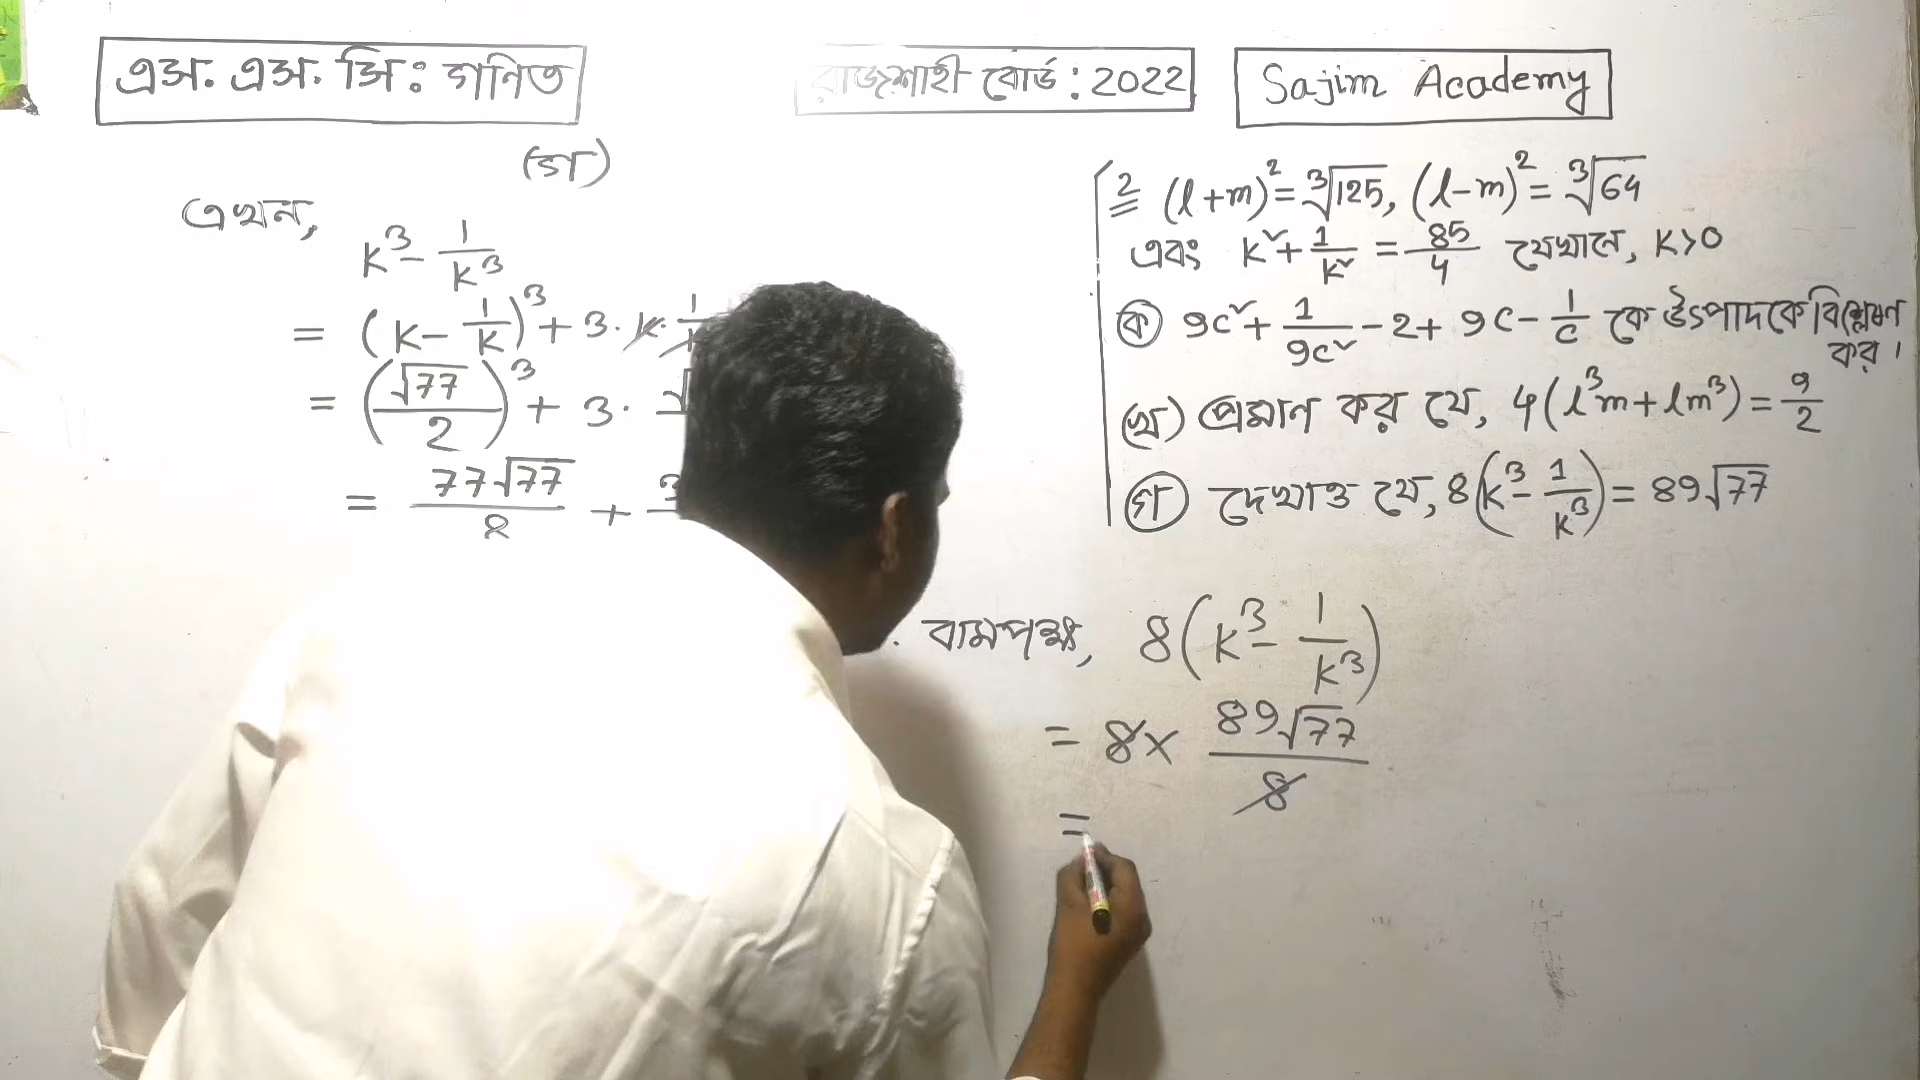 এস. এস. সি: গনিত
রাজশাহী বোর্ড : 2022
Sajim Academy
(গ)
এখন,
k³ - 1/k³
= (k - 1/k)³ + 3 · k · 1/
= (√77/2)³ + 3 · √
= 77√77/8 +
2 (l+m)² = ∛125, (l-m)² = ∛64
এবং k² + 1/k² = 85/4 যেখানে, k>0
(ক) 9c² + 1/9c² - 2 + 9c - 1/c কে উৎপাদকে বিশ্লেষণ
কর।
(খ) প্রমান কর যে, 4(l³m + lm³) = 9/2
(গ) দেখাও যে, 8(k³ - 1/k³) = 89√77
বামপক্ষ, 8(k³ - 1/k³)
= 8 × 89√77/8
=